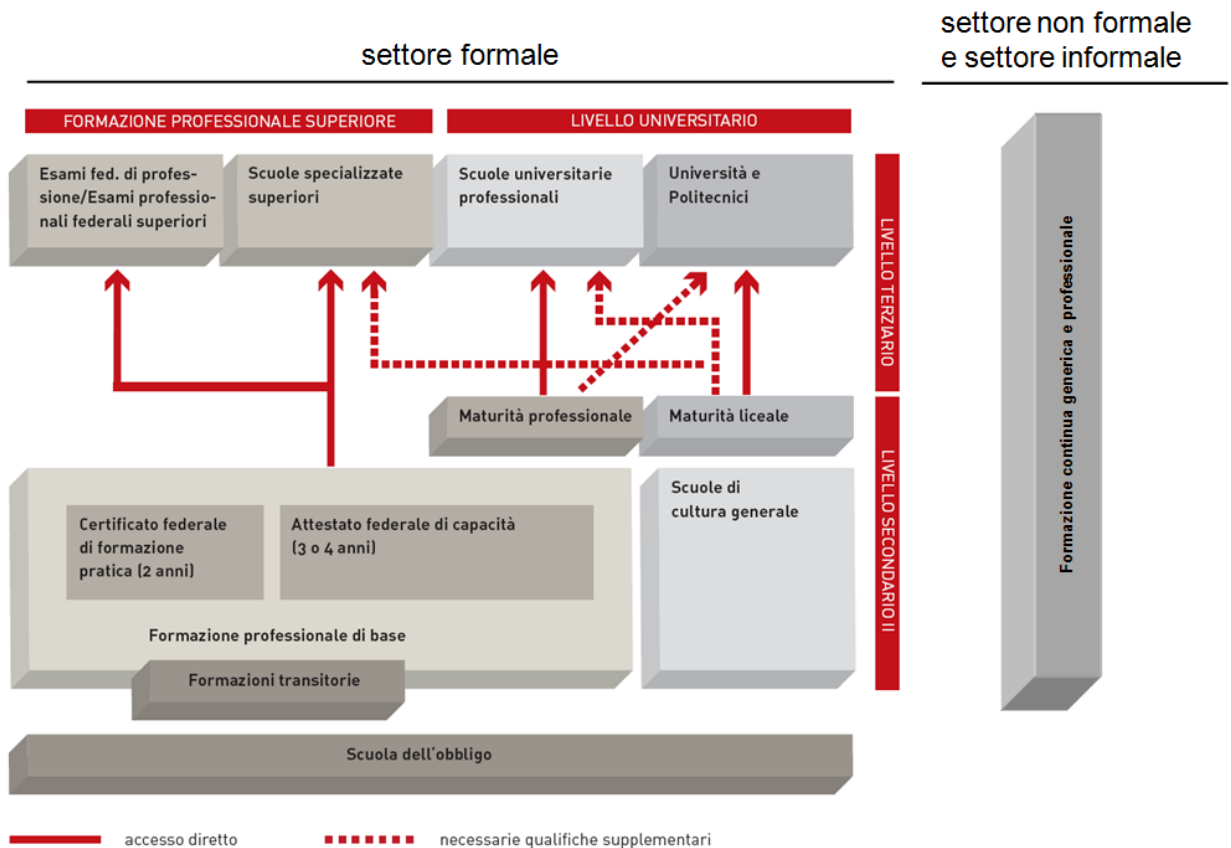 settore formale
settore non formale
e settore informale
FORMAZIONE PROFESSIONALE SUPERIORE
LIVELLO UNIVERSITARIO
Esami fed. di profes-
sione/Esami professio-
nali federali superiori
Scuole specializzate
superiori
Scuole universitarie
professionali
Università e
Politecnici
LIVELLO TERZIARIO
Maturità professionale
Maturità liceale
LIVELLO SECONDARIO II
Certificato federale
di formazione
pratica (2 anni)
Attestato federale di capacità
(3 o 4 anni)
Formazione professionale di base
Scuole di
cultura generale
Formazioni transitorie
Scuola dell'obbligo
Formazione continua generica e professionale
accesso diretto
necessarie qualifiche supplementari